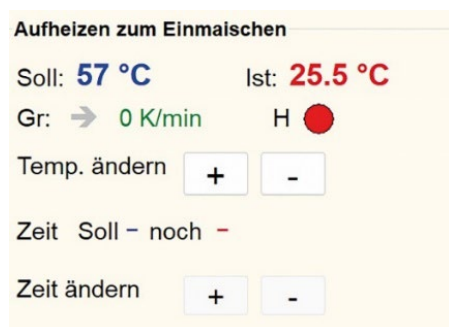 Aufheizen zum Einmaischen
Soll: 57 °C Ist: 25.5 °C
Gr: 0 K/min H
Temp. ändern + -
Zeit Soll - noch -
Zeit ändern + -